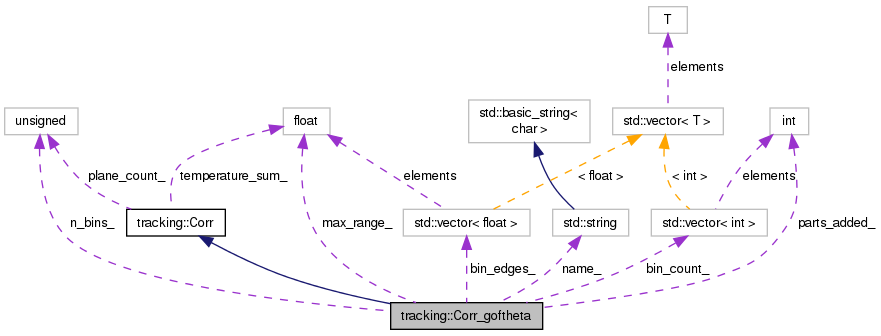 T
elements
unsigned
float
std::basic_string<
char >
std::vector< T >
int
plane_count_
temperature_sum_
elements
< float >
< int >
elements
n_bins_
tracking::Corr
max_range_
std::vector< float >
std::string
std::vector< int >
parts_added_
bin_edges_
name_
bin_count_
tracking::Corr_goftheta